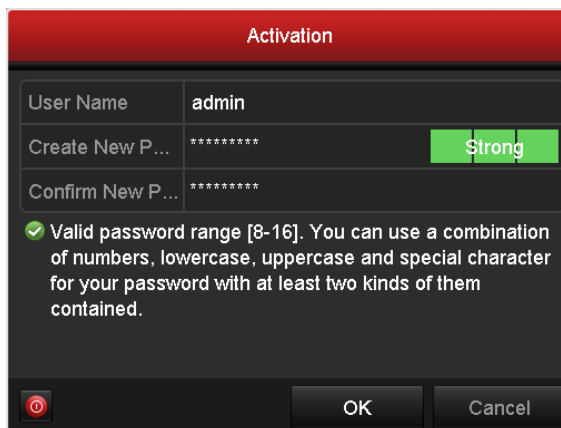 Activation
User Name admin
Create New P... ********* Strong
Confirm New P... *********
Valid password range [8-16]. You can use a combination
of numbers, lowercase, uppercase and special character
for your password with at least two kinds of them
contained.
OK Cancel